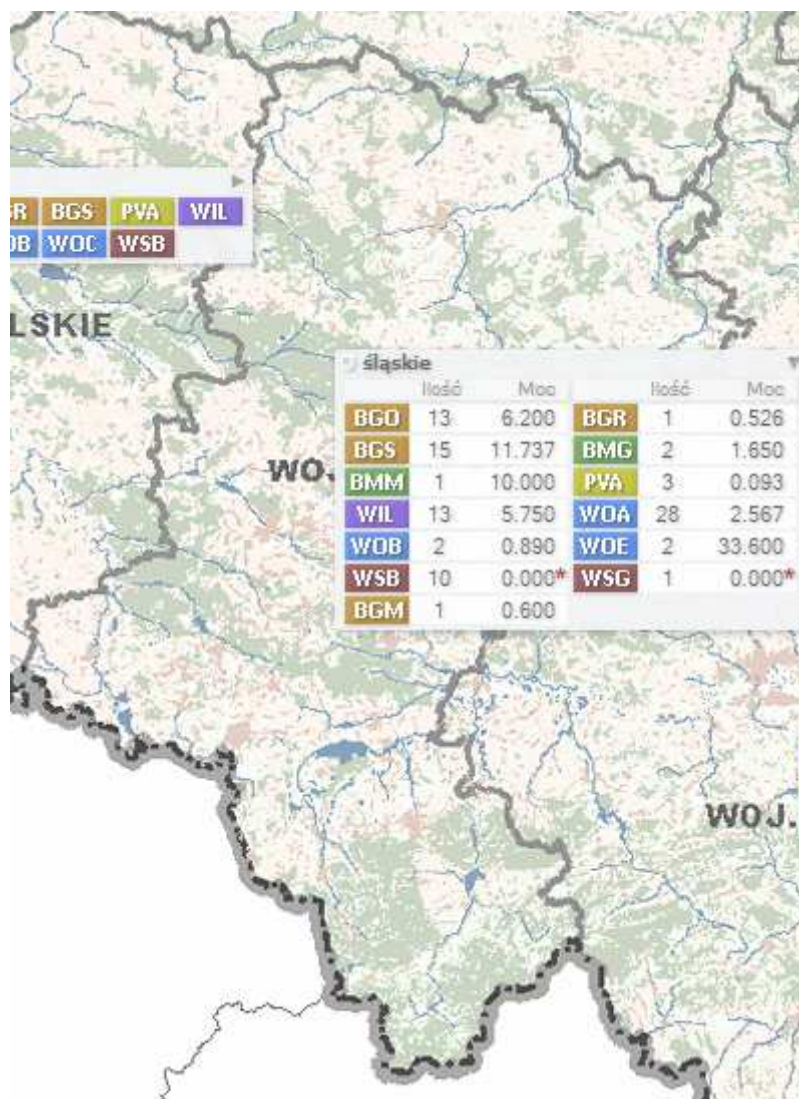 BGS PVA WIL
WOC WSB
LSKIE
śląskie
Ilość Moc Ilość Moc
BGO 13 6.200 BGR 1 0.526
BGS 15 11.737 BMG 2 1.650
BMM 1 10.000 PVA 3 0.093
WIL 13 5.750 WOA 28 2.567
WOB 2 0.890 WOE 2 33.600
WSB 10 0.000* WSG 1 0.000*
BGM 1 0.600
WOJ.
WOJ.